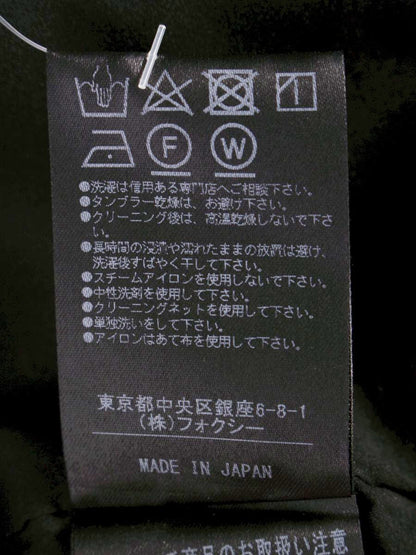 F W
●洗濯は信用ある専門店へご相談下さい。
●タンブラー乾燥は、お避け下さい。
●クリーニング後は、高温乾燥しないで下さ
い。
●長時間の浸漬や濡れたままの放置は避け、
洗濯後すばやく干して下さい。
●スチームアイロンを使用しないで下さい。
●中性洗剤を使用して下さい。
●クリーニングネットを使用して下さい。
●単独洗いをして下さい。
●アイロンはあて布を使用して下さい。
東京都中央区銀座6-8-1
(株)フォクシー
MADE IN JAPAN
商品のお取扱い注意